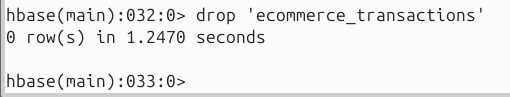 hbase(main):032:0> drop 'ecommerce_transactions'
0 row(s) in 1.2470 seconds
hbase(main):033:0>